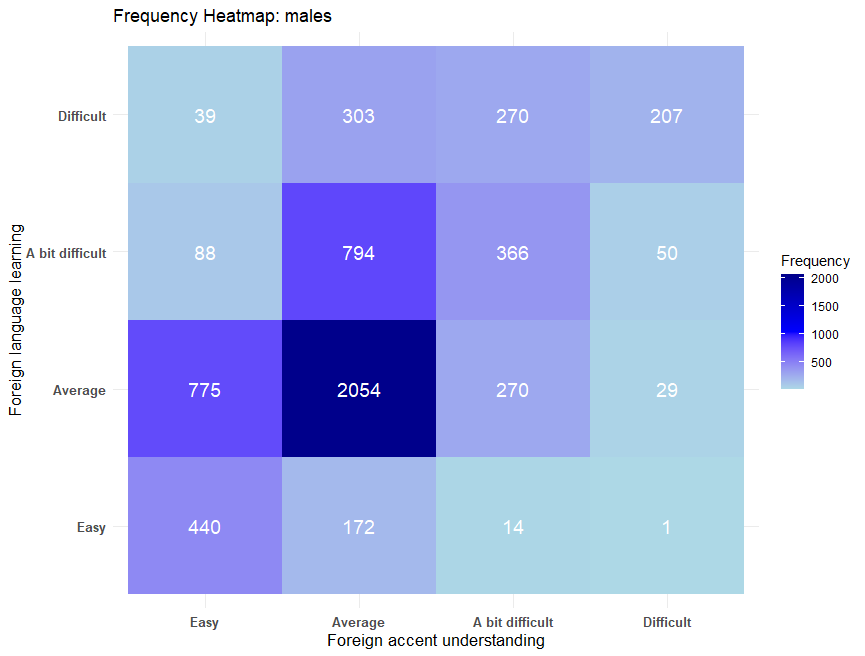 Frequency Heatmap: males
Foreign language learning
Difficult
39 303 270 207
A bit difficult
88 794 366 50
Average
775 2054 270 29
Easy
440 172 14 1
Easy Average A bit difficult Difficult
Foreign accent understanding
Frequency
2000
1500
1000
500